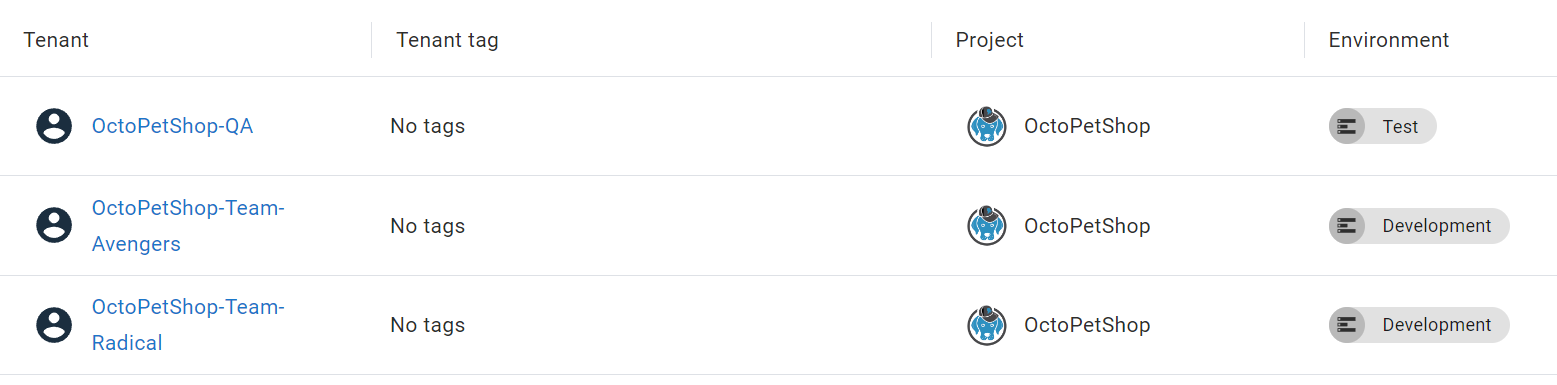 Tenant Tenant tag Project Environment
OctoPetShop-QA No tags OctoPetShop Test
OctoPetShop-Team-
Avengers No tags OctoPetShop Development
OctoPetShop-Team-
Radical No tags OctoPetShop Development